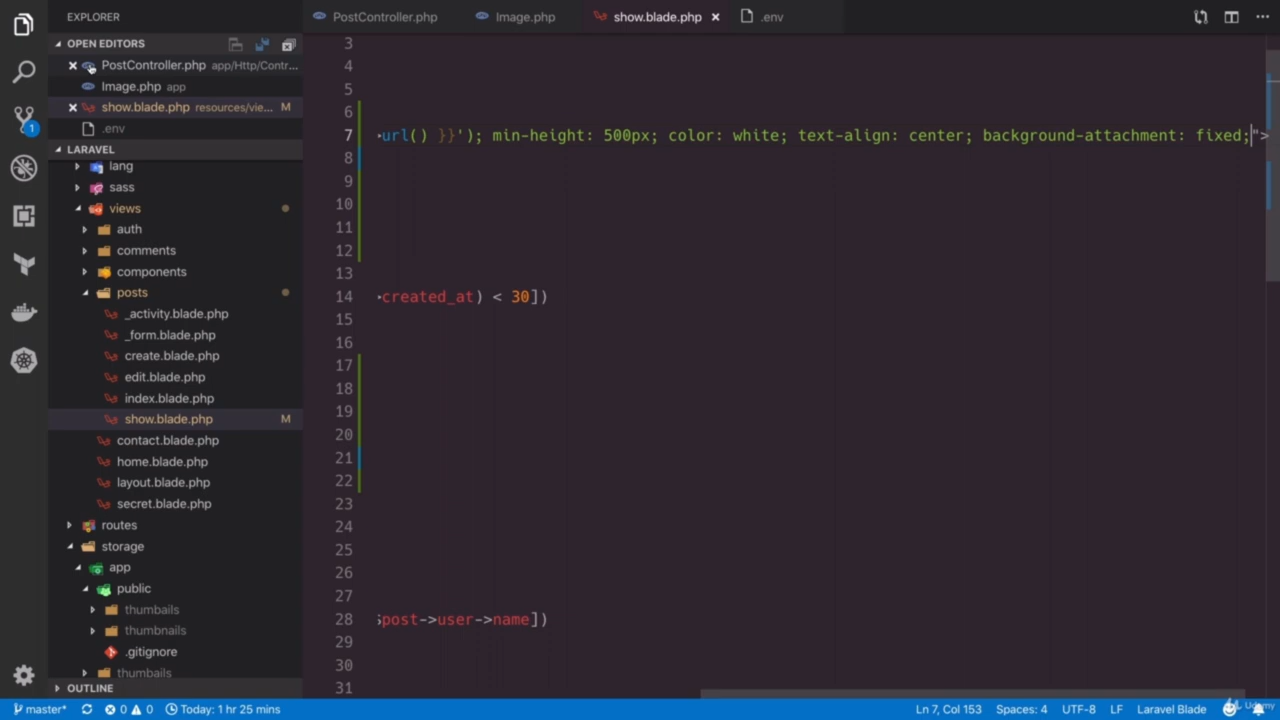 EXPLORER
PostController.php
Image.php
show.blade.php
.env
OPEN EDITORS
PostController.php app/Http/Contr...
Image.php app
show.blade.php resources/vie... M
.env
LARAVEL
lang
sass
views
auth
comments
components
posts
_activity.blade.php
_form.blade.php
create.blade.php
edit.blade.php
index.blade.php
show.blade.php M
contact.blade.php
home.blade.php
layout.blade.php
secret.blade.php
routes
storage
app
public
thumbails
thumbnails
.gitignore
thumbails
OUTLINE
3
4
5
6
7 url() }}'); min-height: 500px; color: white; text-align: center; background-attachment: fixed;">
8
9
10
11
12
13
14 created_at) < 30])
15
16
17
18
19
20
21
22
23
24
25
26
27
28 post->user->name])
29
30
31
1
master*
0 0
Today: 1 hr 25 mins
Ln 7, Col 153
Spaces: 4
UTF-8
LF
Laravel Blade
Udemy